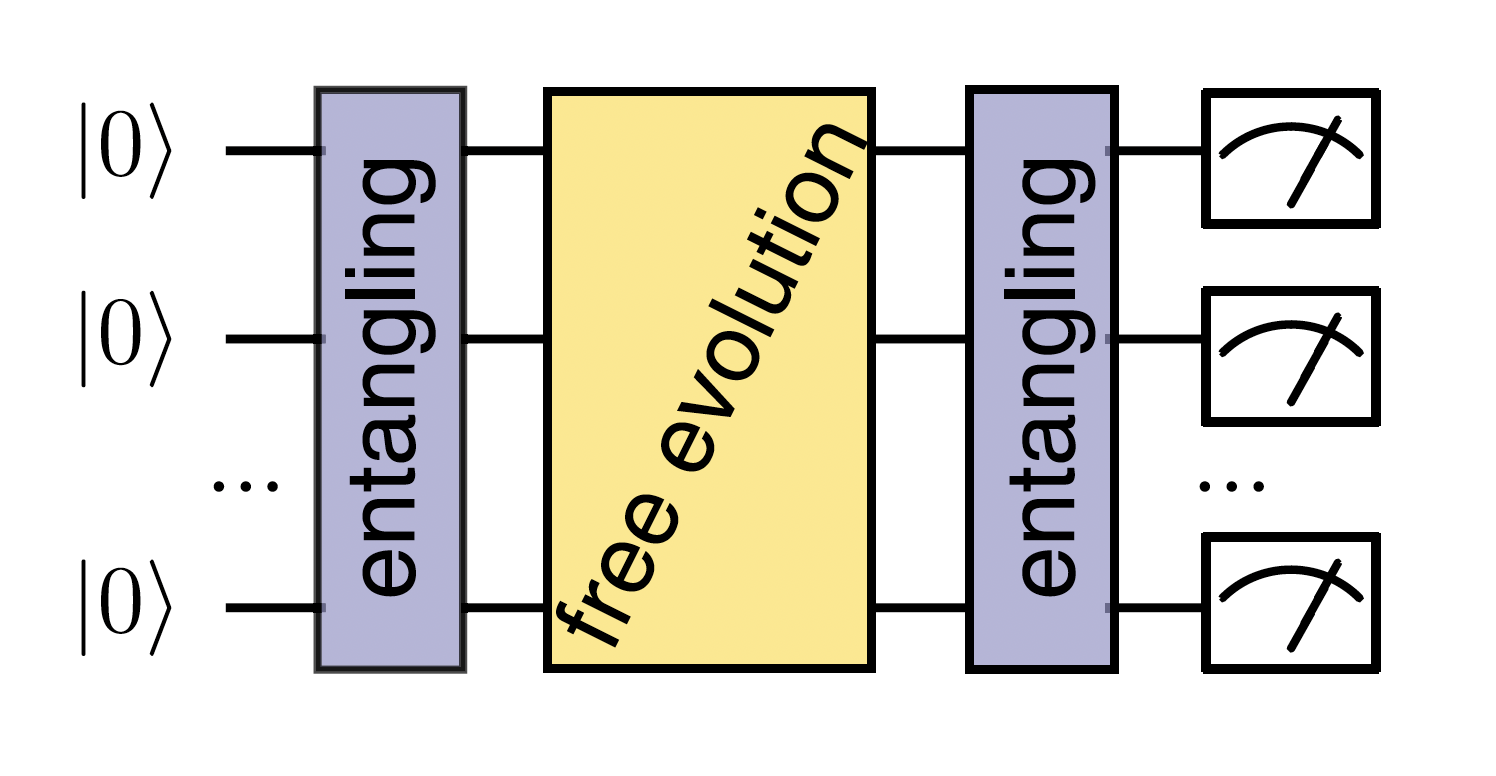 |0⟩
|0⟩
...
|0⟩
entangling
free evolution
entangling
...